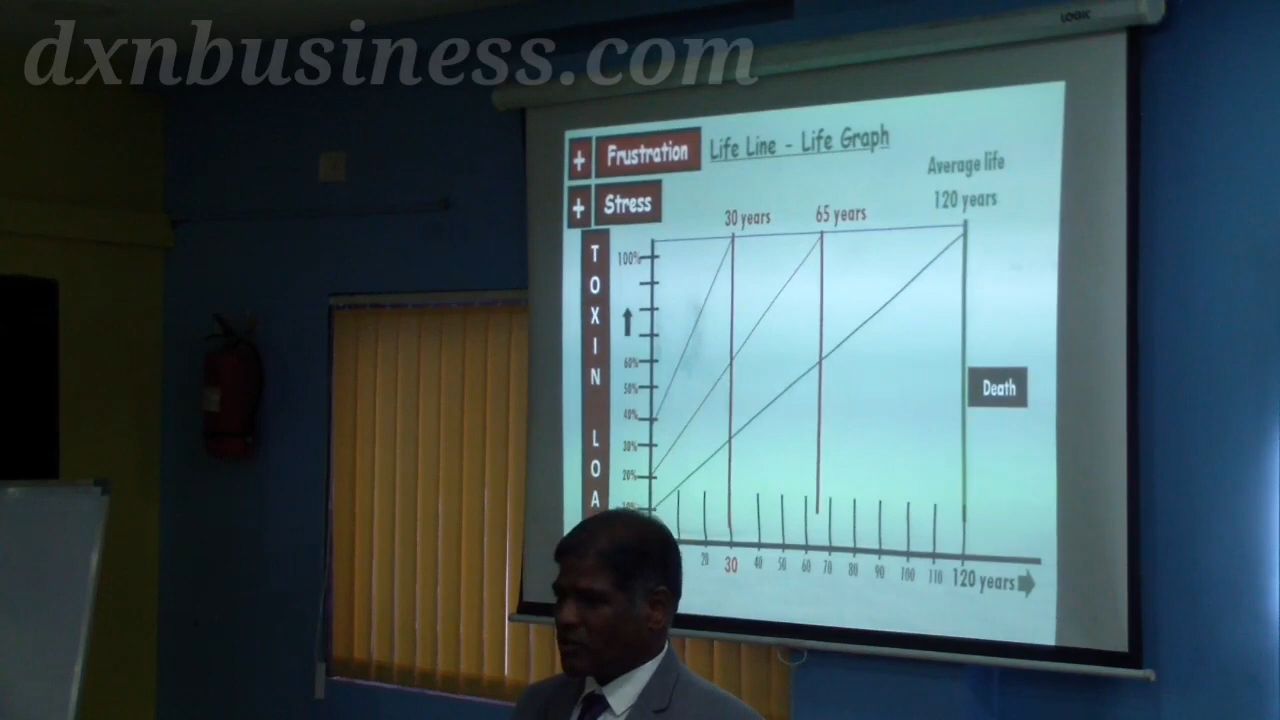 dxnbusiness.com
LOGIC
+ Frustration Life Line - Life Graph
+ Stress
Average life
120 years
30 years 65 years
TOXIN LOA
100%
60%
50%
40%
30%
20%
10%
Death
20 30 40 50 60 70 80 90 100 110 120 years